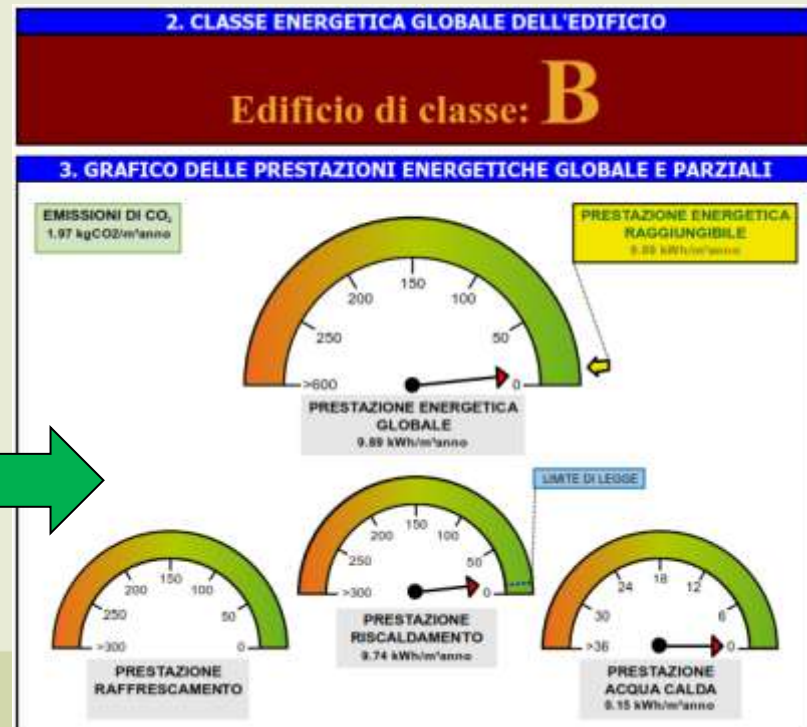 2. CLASSE ENERGETICA GLOBALE DELL'EDIFICIO
Edificio di classe: B
3. GRAFICO DELLE PRESTAZIONI ENERGETICHE GLOBALE E PARZIALI
EMISSIONI DI CO₂
1.97 kgCO2/m²anno
PRESTAZIONE ENERGETICA
RAGGIUNGIBILE
9.89 kWh/m²anno
>600
250
200
150
100
50
0
PRESTAZIONE ENERGETICA
GLOBALE
9.89 kWh/m²anno
LIMITE DI LEGGE
>300
250
200
150
100
50
0
PRESTAZIONE
RAFFRESCAMENTO
>300
250
200
150
100
50
0
PRESTAZIONE
RISCALDAMENTO
9.74 kWh/m²anno
>36
30
24
18
12
6
0
PRESTAZIONE
ACQUA CALDA
0.15 kWh/m²anno